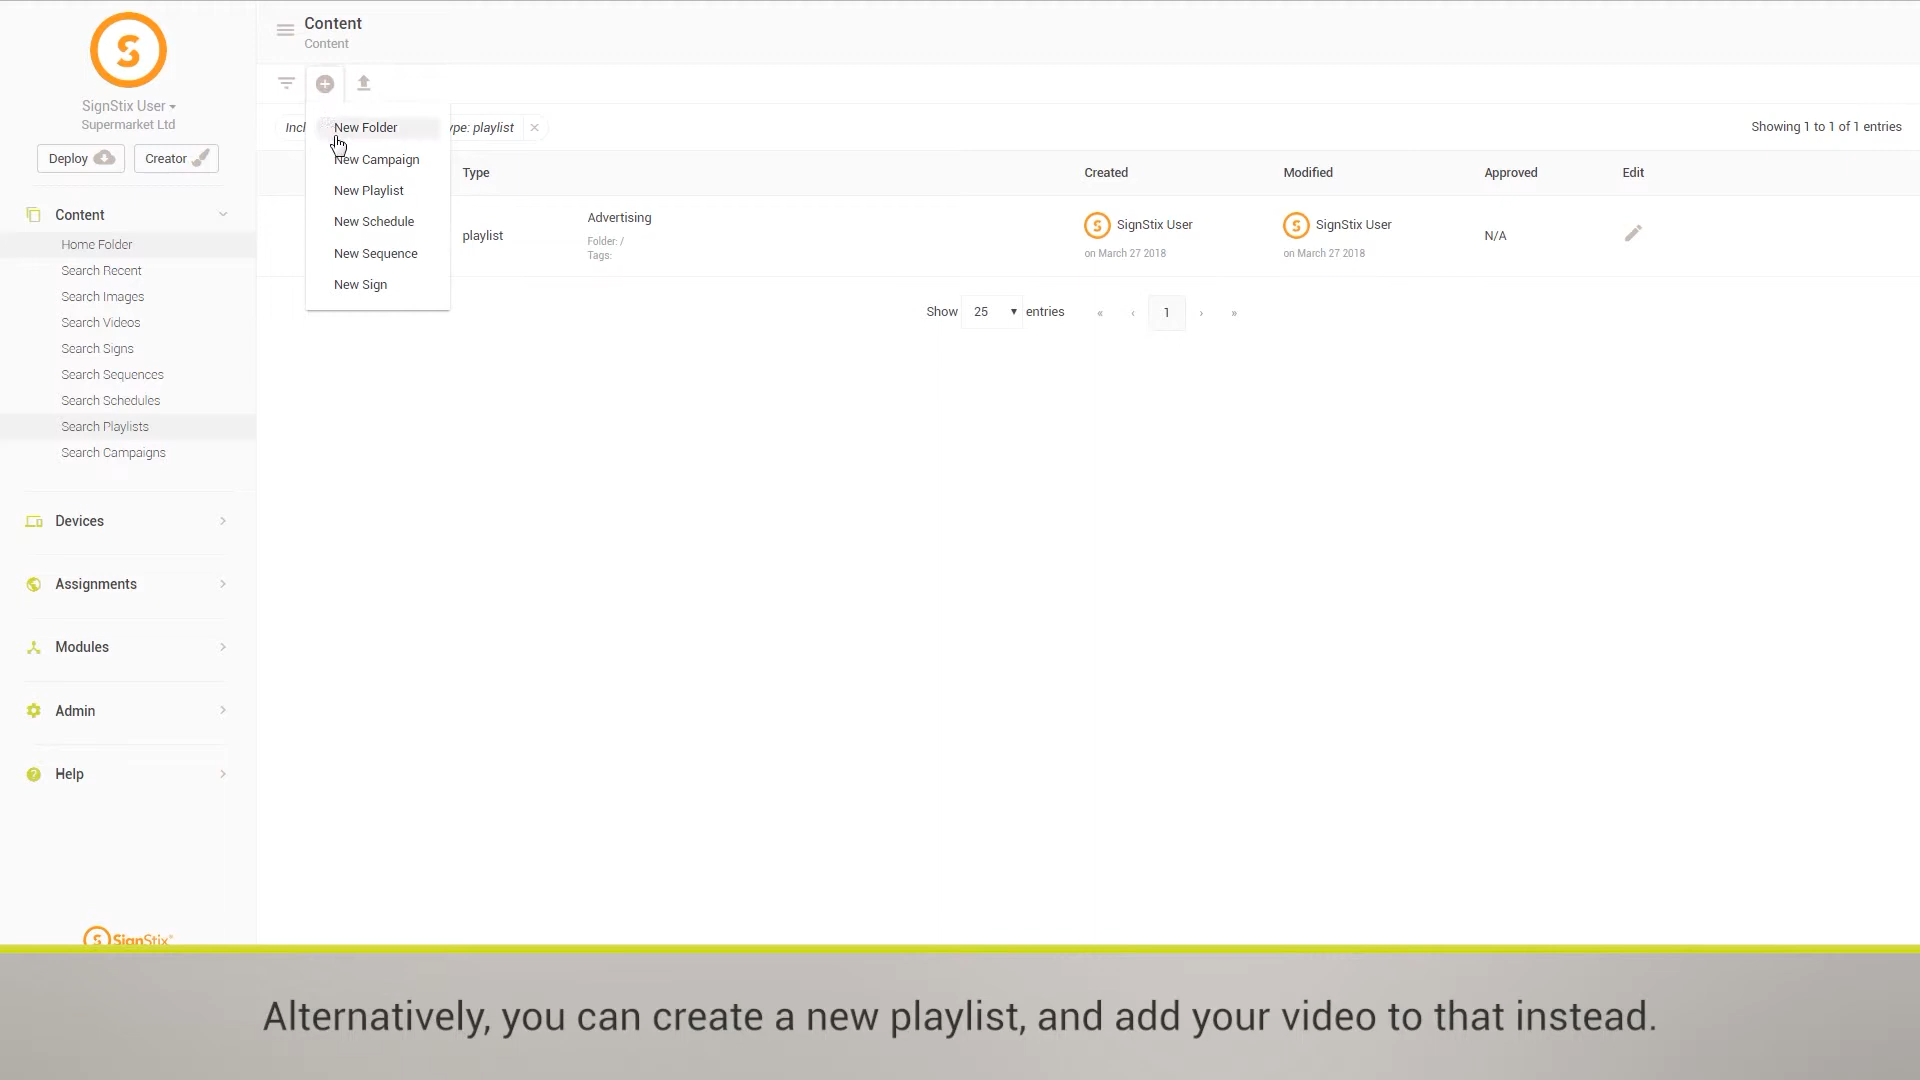 Content
Content
SignStix User
Supermarket Ltd
Deploy
Creator
Content
Home Folder
Search Recent
Search Images
Search Videos
Search Signs
Search Sequences
Search Schedules
Search Playlists
Search Campaigns
Devices
Assignments
Modules
Admin
Help
SignStix
New Folder
New Campaign
New Playlist
New Schedule
New Sequence
New Sign
Incl
ype: playlist
Showing 1 to 1 of 1 entries
Type
Created
Modified
Approved
Edit
playlist
Advertising
Folder: /
Tags:
SignStix User
on March 27 2018
SignStix User
on March 27 2018
N/A
Show 25 entries « ‹ 1 › »
Alternatively, you can create a new playlist, and add your video to that instead.